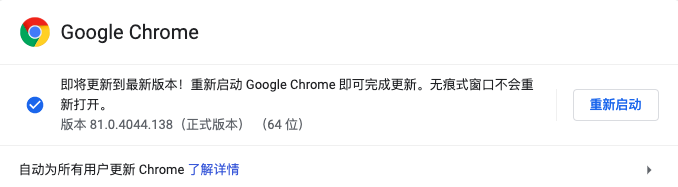 Google Chrome
即将更新到最新版本！重新启动 Google Chrome 即可完成更新。无痕式窗口不会重
新打开。
版本 81.0.4044.138（正式版本） （64 位）
重新启动
自动为所有用户更新 Chrome 了解详情